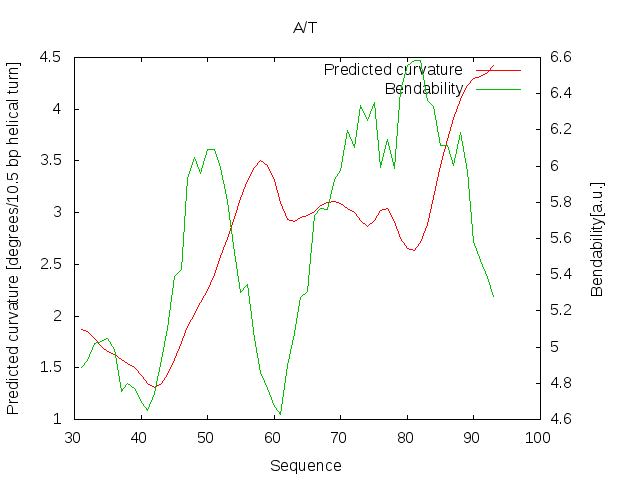 A/T
Predicted curvature [degrees/10.5 bp helical turn]
4.5
4
3.5
3
2.5
2
1.5
1
Predicted curvature
Bendability
6.6
6.4
6.2
6
5.8
5.6
5.4
5.2
5
4.8
4.6
Bendability[a.u.]
30 40 50 60 70 80 90 100
Sequence